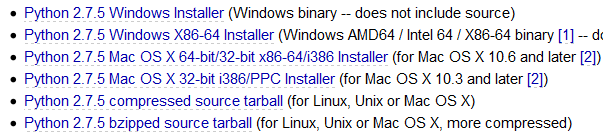 Python 2.7.5 Windows Installer (Windows binary -- does not include source)
Python 2.7.5 Windows X86-64 Installer (Windows AMD64 / Intel 64 / X86-64 binary [1] -- do
Python 2.7.5 Mac OS X 64-bit/32-bit x86-64/i386 Installer (for Mac OS X 10.6 and later [2])
Python 2.7.5 Mac OS X 32-bit i386/PPC Installer (for Mac OS X 10.3 and later [2])
Python 2.7.5 compressed source tarball (for Linux, Unix or Mac OS X)
Python 2.7.5 bzipped source tarball (for Linux, Unix or Mac OS X, more compressed)